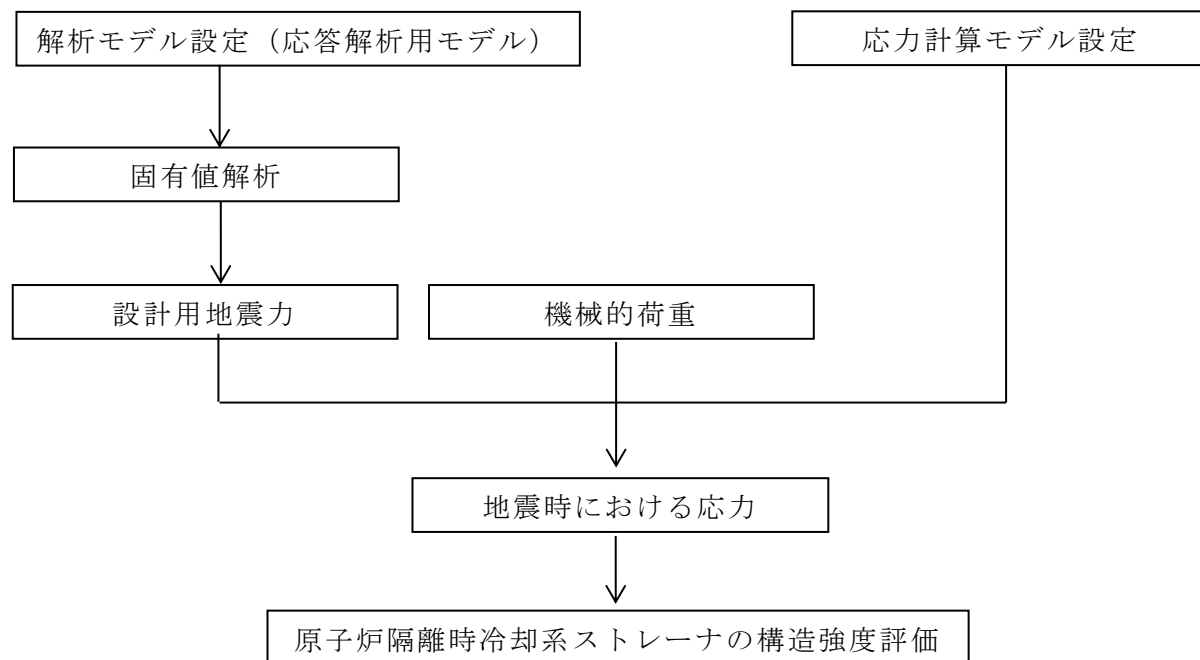 解析モデル設定（応答解析用モデル）
応力計算モデル設定
固有値解析
設計用地震力
機械的荷重
地震時における応力
原子炉隔離時冷却系ストレーナの構造強度評価